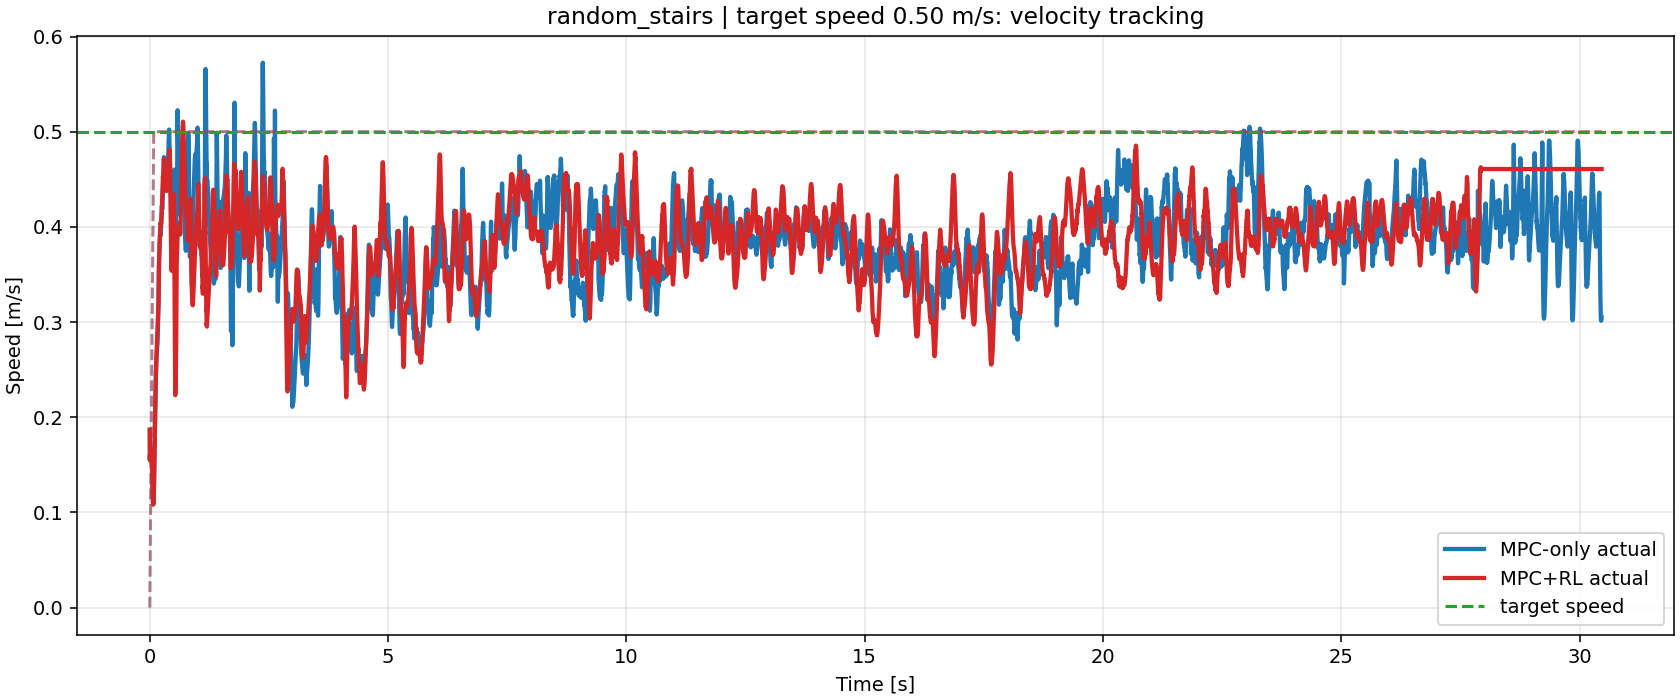 random_stairs | target speed 0.50 m/s: velocity tracking
Speed [m/s]
0.6
0.5
0.4
0.3
0.2
0.1
0.0
0
5
10
15
20
25
30
Time [s]
MPC-only actual
MPC+RL actual
target speed